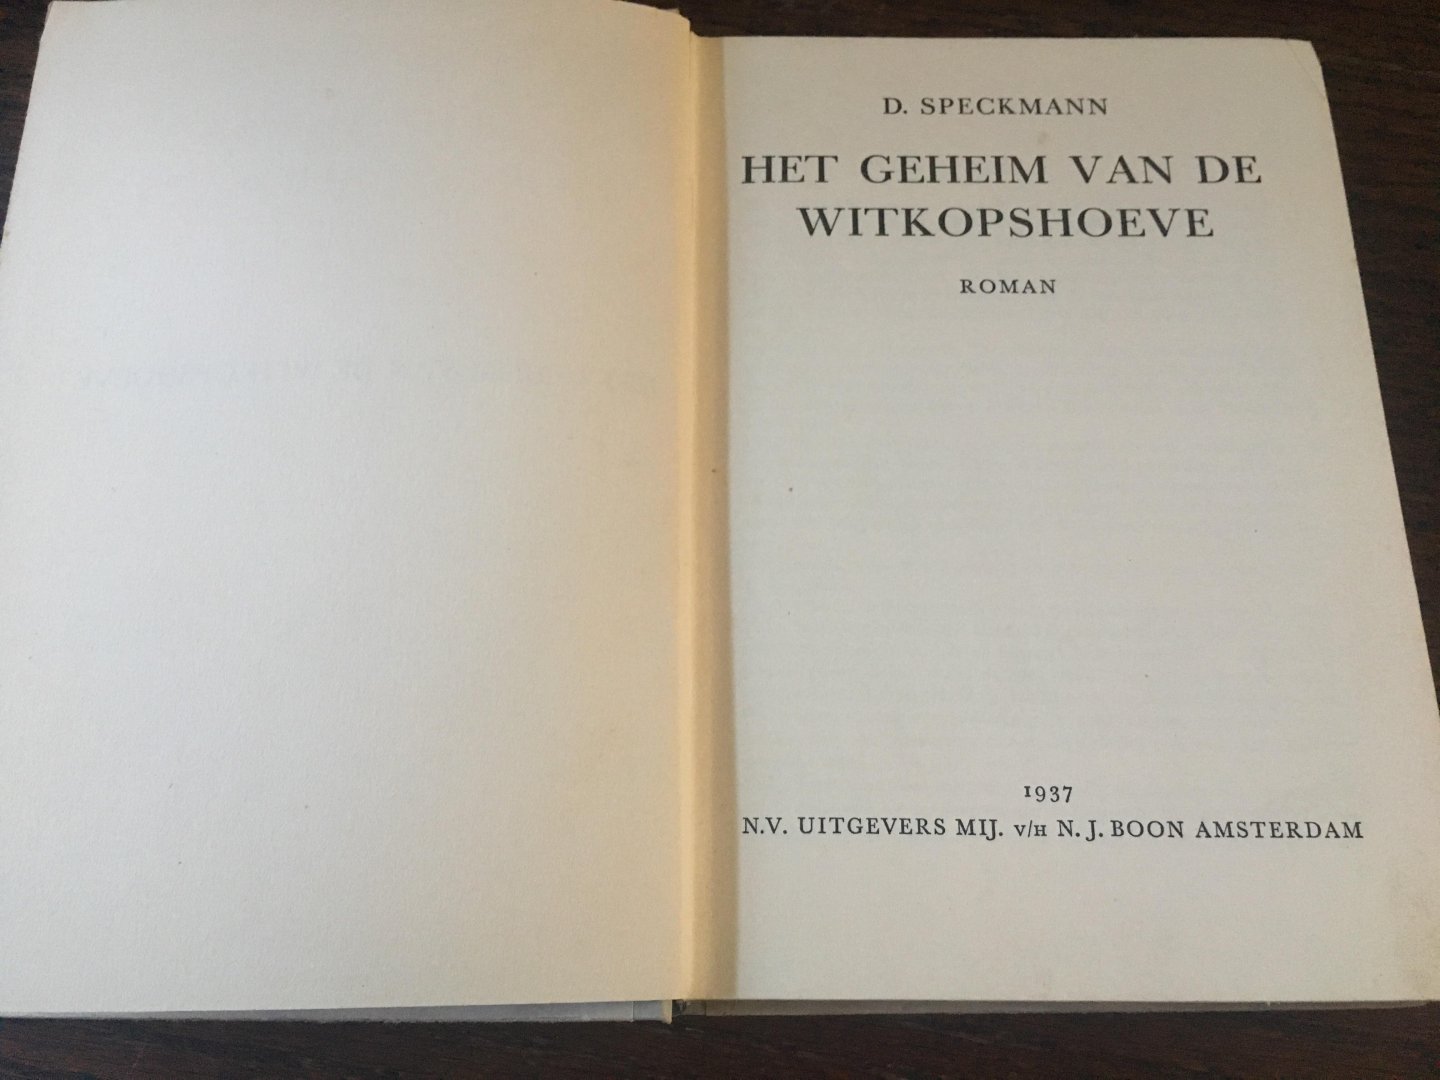 D. SPECKMANN
HET GEHEIM VAN DE
WITKOPSHOEVE
ROMAN
1937
N.V. UITGEVERS MIJ. V/H N. J. BOON AMSTERDAM